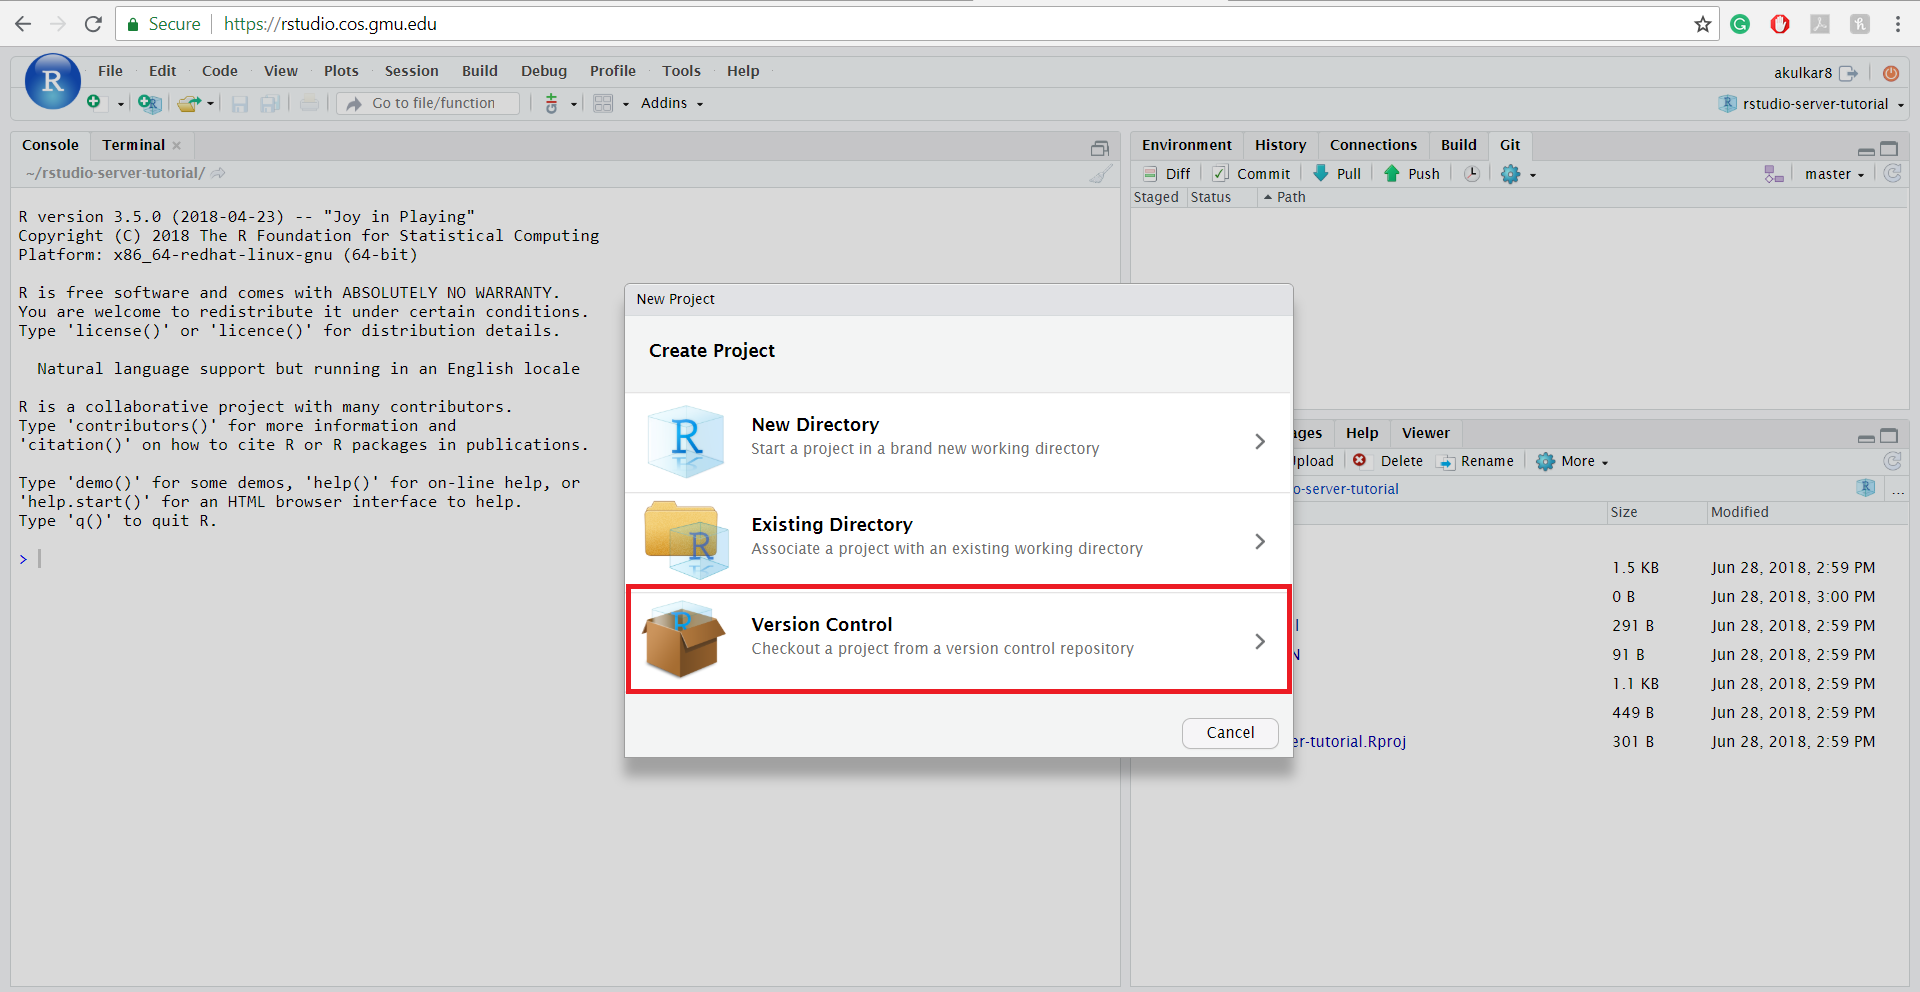 Secure https://rstudio.cos.gmu.edu
R File Edit Code View Plots Session Build Debug Profile Tools Help akulkar8
Go to file/function Addins rstudio-server-tutorial
Console Terminal
~/rstudio-server-tutorial/
R version 3.5.0 (2018-04-23) -- "Joy in Playing"
Copyright (C) 2018 The R Foundation for Statistical Computing
Platform: x86_64-redhat-linux-gnu (64-bit)
R is free software and comes with ABSOLUTELY NO WARRANTY.
You are welcome to redistribute it under certain conditions.
Type 'license()' or 'licence()' for distribution details.
Natural language support but running in an English locale
R is a collaborative project with many contributors.
Type 'contributors()' for more information and
'citation()' on how to cite R or R packages in publications.
Type 'demo()' for some demos, 'help()' for on-line help, or
'help.start()' for an HTML browser interface to help.
Type 'q()' to quit R.
>
New Project
Create Project
R
New Directory
Start a project in a brand new working directory
R
Existing Directory
Associate a project with an existing working directory
R
Version Control
Checkout a project from a version control repository
Cancel
Environment History Connections Build Git
Diff Commit Pull Push master
Staged Status Path
ages Help Viewer
Upload Delete Rename More
o-server-tutorial ...
Size Modified
1.5 KB Jun 28, 2018, 2:59 PM
0 B Jun 28, 2018, 3:00 PM
l 291 B Jun 28, 2018, 2:59 PM
N 91 B Jun 28, 2018, 2:59 PM
1.1 KB Jun 28, 2018, 2:59 PM
449 B Jun 28, 2018, 2:59 PM
er-tutorial.Rproj 301 B Jun 28, 2018, 2:59 PM